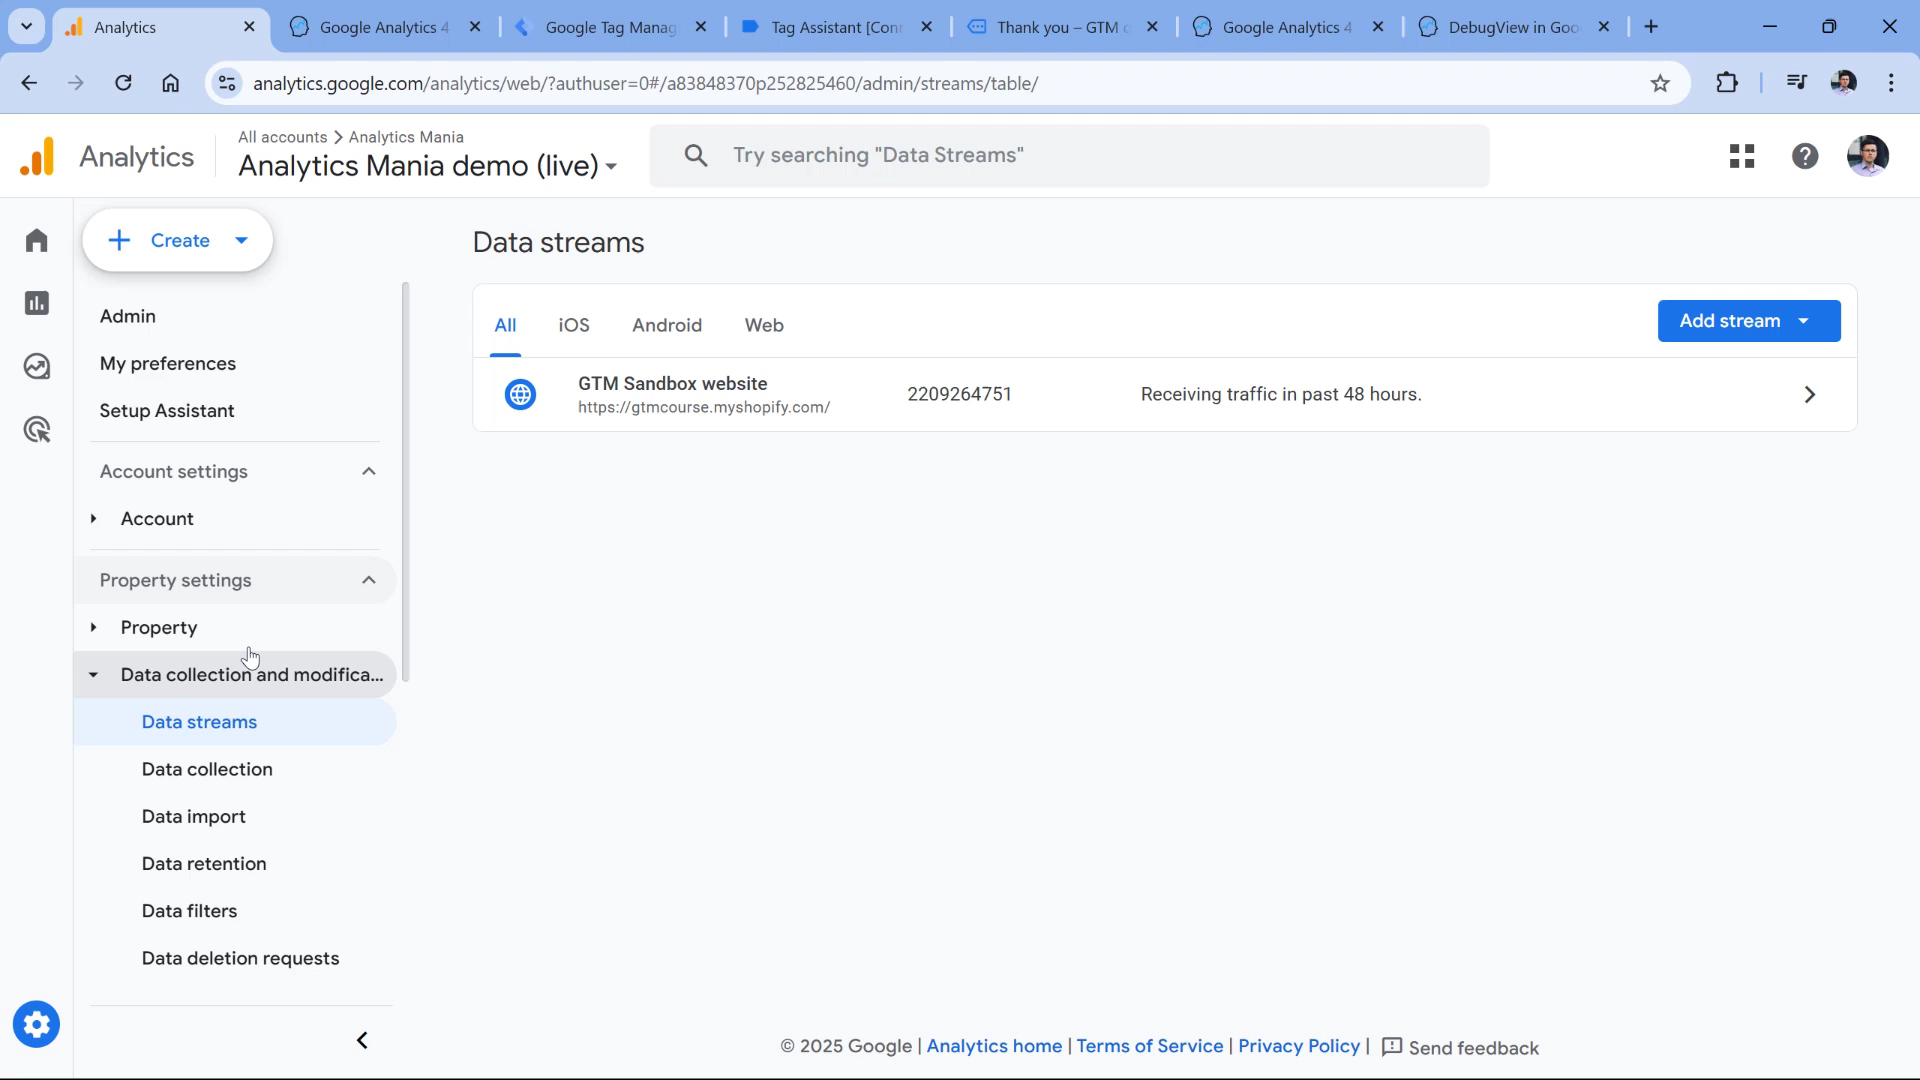 Analytics
Google Analytics 4
Google Tag Manag
Tag Assistant [Conn
Thank you – GTM
Google Analytics 4
DebugView in Goo
analytics.google.com/analytics/web/?authuser=0#/a83848370p252825460/admin/streams/table/
Analytics
All accounts > Analytics Mania
Analytics Mania demo (live)
Try searching "Data Streams"
Create
Admin
My preferences
Setup Assistant
Account settings
Account
Property settings
Property
Data collection and modifica...
Data streams
Data collection
Data import
Data retention
Data filters
Data deletion requests
Data streams
All
iOS
Android
Web
Add stream
GTM Sandbox website
https://gtmcourse.myshopify.com/
2209264751
Receiving traffic in past 48 hours.
© 2025 Google | Analytics home | Terms of Service | Privacy Policy | Send feedback